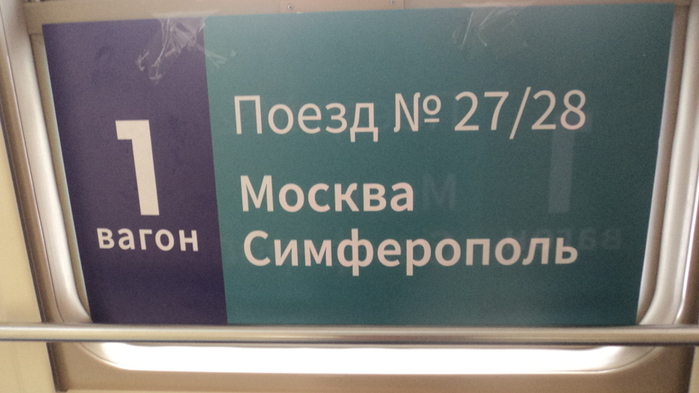 1
вагон
Поезд № 27/28
Москва
Симферополь